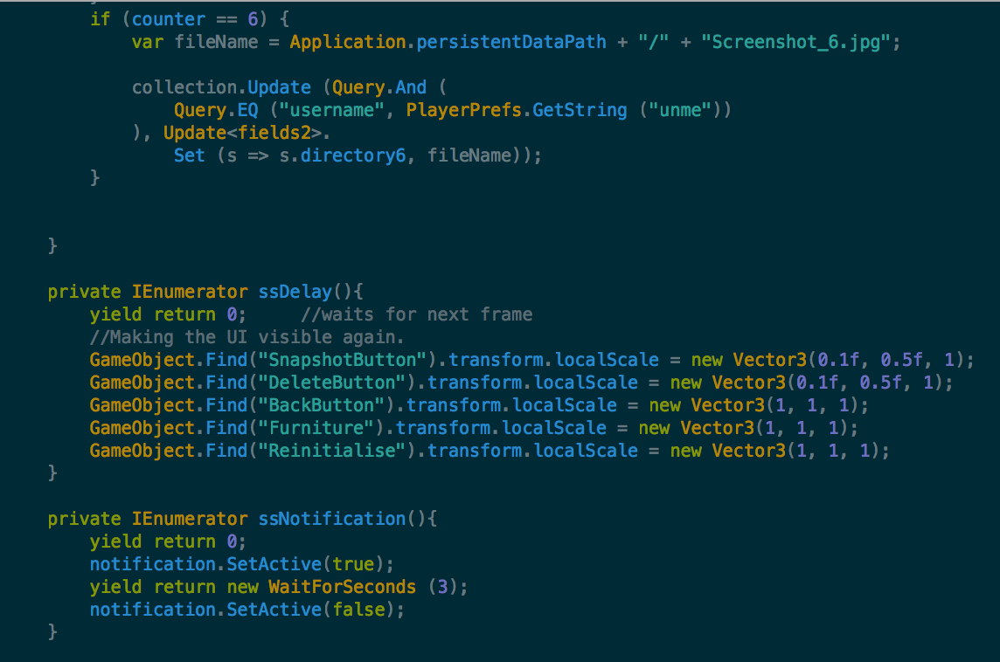 if (counter == 6) {
var fileName = Application.persistentDataPath + "/" + "Screenshot_6.jpg";
collection.Update (Query.And (
Query.EQ ("username", PlayerPrefs.GetString ("unme"))
), Update<fields2>.
Set (s => s.directory6, fileName));
}
}
private IEnumerator ssDelay(){
yield return 0;     //waits for next frame
//Making the UI visible again.
GameObject.Find("SnapshotButton").transform.localScale = new Vector3(0.1f, 0.5f, 1);
GameObject.Find("DeleteButton").transform.localScale = new Vector3(0.1f, 0.5f, 1);
GameObject.Find("BackButton").transform.localScale = new Vector3(1, 1, 1);
GameObject.Find("Furniture").transform.localScale = new Vector3(1, 1, 1);
GameObject.Find("Reinitialise").transform.localScale = new Vector3(1, 1, 1);
}
private IEnumerator ssNotification(){
yield return 0;
notification.SetActive(true);
yield return new WaitForSeconds (3);
notification.SetActive(false);
}